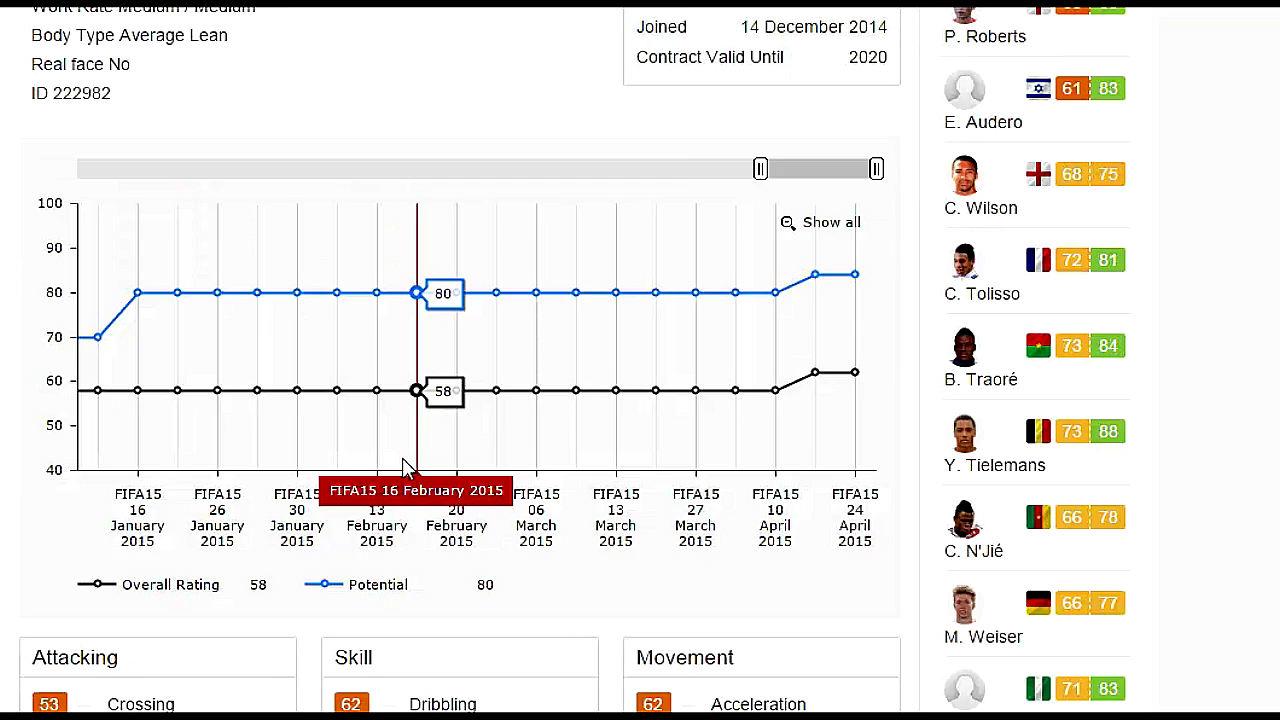 Work Rate Medium / Medium
Body Type Average Lean
Real face No
ID 222982
Joined 14 December 2014
Contract Valid Until 2020
100
90
80
70
60
50
40
Show all
80
58
FIFA15 16 January 2015
FIFA15 26 January 2015
FIFA15 30 January 2015
13 February 2015
20 February 2015
FIFA15 06 March 2015
FIFA15 13 March 2015
FIFA15 27 March 2015
FIFA15 10 April 2015
FIFA15 24 April 2015
FIFA15 16 February 2015
Overall Rating 58 Potential 80
Attacking
53 Crossing
Skill
62 Dribbling
Movement
62 Acceleration
P. Roberts
61 83
E. Audero
68 75
C. Wilson
72 81
C. Tolisso
73 84
B. Traoré
73 88
Y. Tielemans
66 78
C. N'Jié
66 77
M. Weiser
71 83